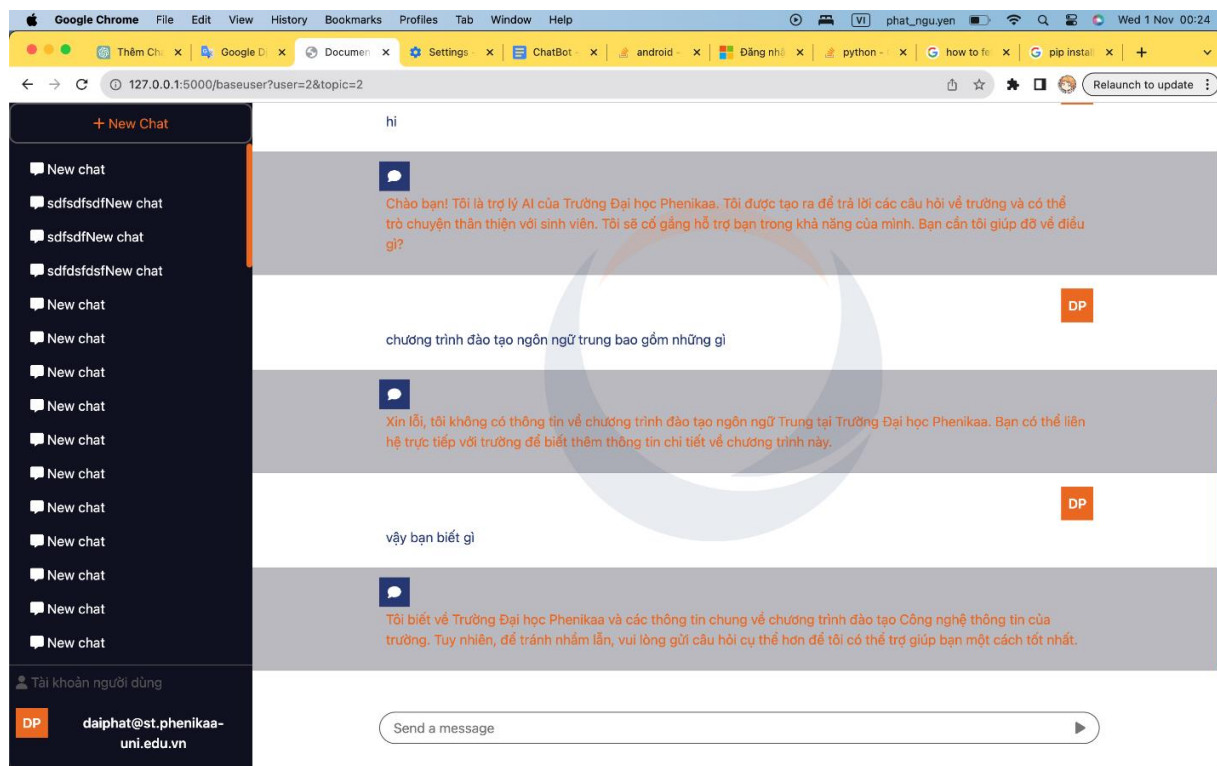 Google Chrome File Edit View History Bookmarks Profiles Tab Window Help VI phat_ngu.yen Wed 1 Nov 00:24
Thêm Ch Google D Documen Settings - ChatBot - android - Đăng nhậ python - how to fe pip install
127.0.0.1:5000/baseuser?user=2&topic=2 Relaunch to update
+ New Chat
New chat
sdfsdfsdfNew chat
sdfsdfNew chat
sdfdsfdsfNew chat
New chat
New chat
New chat
New chat
New chat
New chat
New chat
New chat
New chat
New chat
New chat
Tài khoản người dùng
DP daiphat@st.phenikaa-
uni.edu.vn
hi
Chào bạn! Tôi là trợ lý AI của Trường Đại học Phenikaa. Tôi được tạo ra để trả lời các câu hỏi về trường và có thể
trò chuyện thân thiện với sinh viên. Tôi sẽ cố gắng hỗ trợ bạn trong khả năng của mình. Bạn cần tôi giúp đỡ về điều
gì?
DP
chương trình đào tạo ngôn ngữ trung bao gồm những gì
Xin lỗi, tôi không có thông tin về chương trình đào tạo ngôn ngữ Trung tại Trường Đại học Phenikaa. Bạn có thể liên
hệ trực tiếp với trường để biết thêm thông tin chi tiết về chương trình này.
DP
vậy bạn biết gì
Tôi biết về Trường Đại học Phenikaa và các thông tin chung về chương trình đào tạo Công nghệ thông tin của
trường. Tuy nhiên, để tránh nhầm lẫn, vui lòng gửi câu hỏi cụ thể hơn để tôi có thể trợ giúp bạn một cách tốt nhất.
Send a message